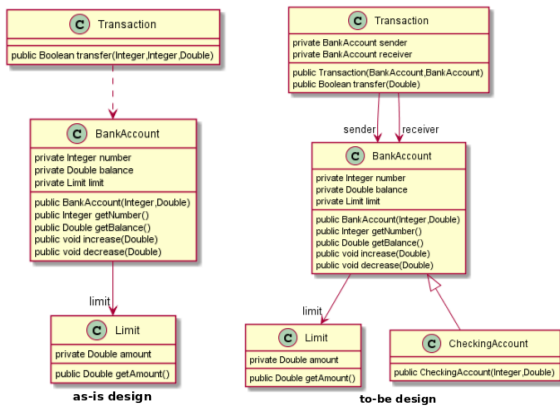 C Transaction
public Boolean transfer(Integer,Integer,Double)
C BankAccount
private Integer number
private Double balance
private Limit limit
public BankAccount(Integer,Double)
public Integer getNumber()
public Double getBalance()
public void increase(Double)
public void decrease(Double)
limit
C Limit
private Double amount
public Double getAmount()
as-is design
C Transaction
private BankAccount sender
private BankAccount receiver
public Transaction(BankAccount,BankAccount)
public Boolean transfer(Double)
sender receiver
C BankAccount
private Integer number
private Double balance
private Limit limit
public BankAccount(Integer,Double)
public Integer getNumber()
public Double getBalance()
public void increase(Double)
public void decrease(Double)
limit
C Limit
private Double amount
public Double getAmount()
C CheckingAccount
public CheckingAccount(Integer,Double)
to-be design